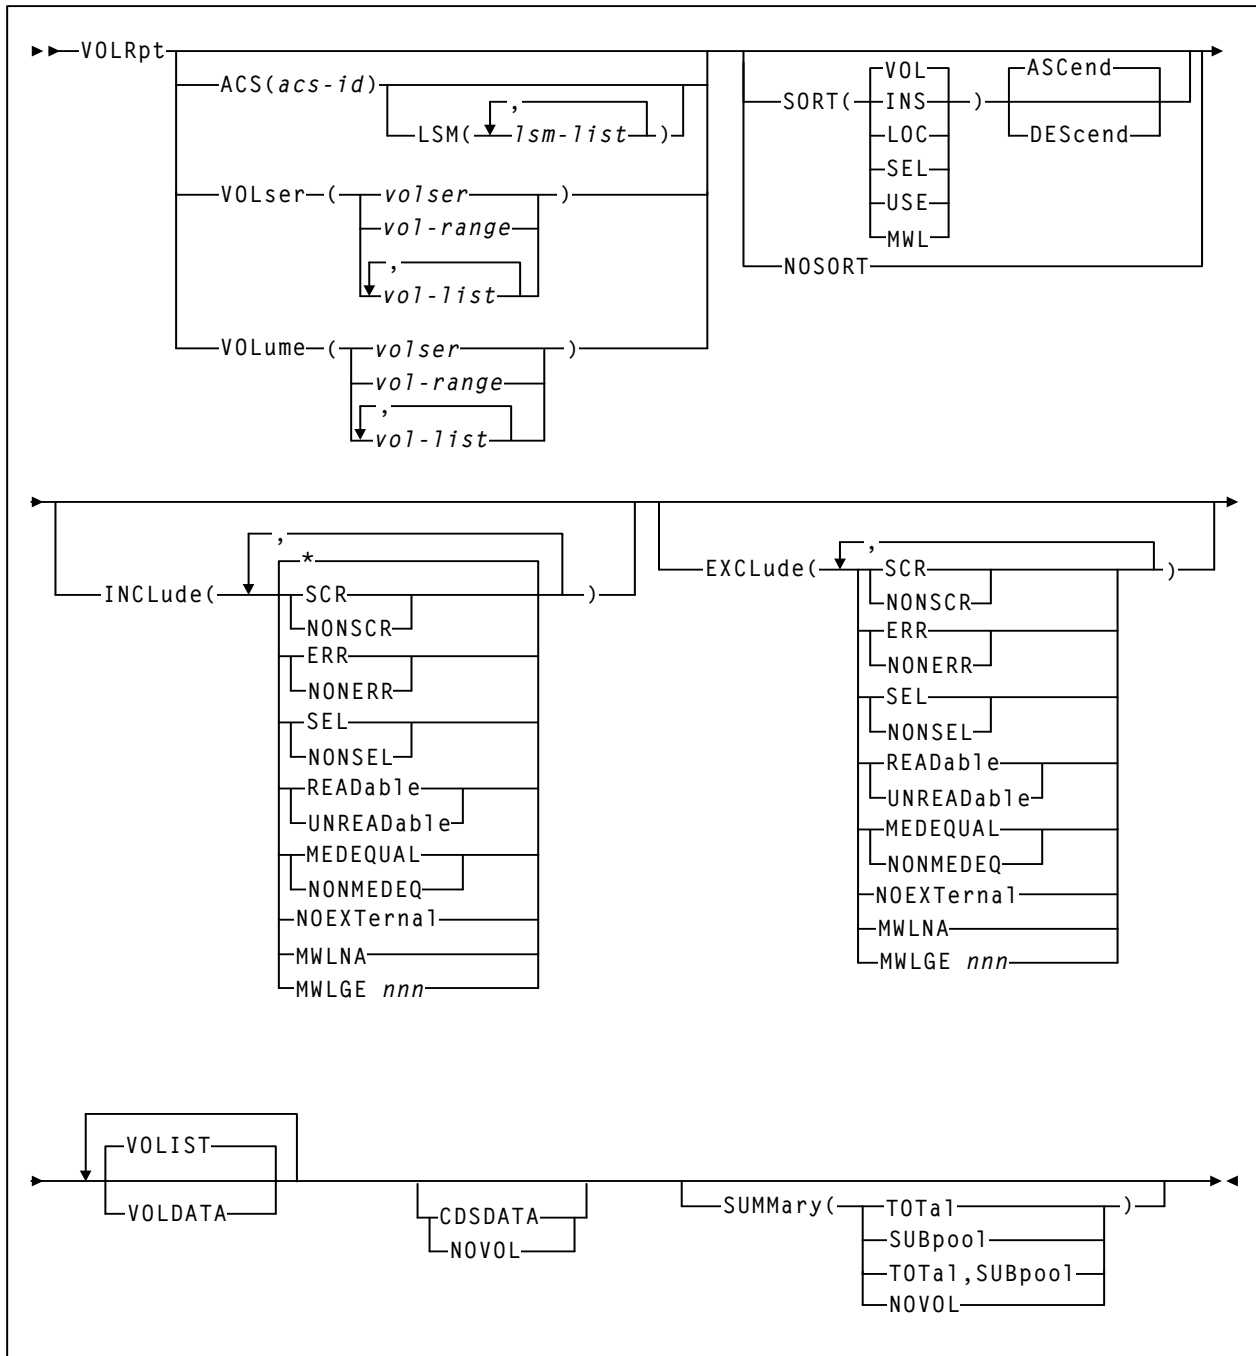 VOLRpt
ACS(acs-id)
,
LSM( lsm-list )
VOLser ( volser )
vol-range
,
vol-list
VOLume ( volser )
vol-range
,
vol-list
SORT( VOL ) ASCend
INS
LOC
SEL
USE
MWL
DEScend
NOSORT
INCLude( , )
*
SCR
NONSCR
ERR
NONERR
SEL
NONSEL
READable
UNREADable
MEDEQUAL
NONMEDEQ
NOEXTernal
MWLNA
MWLGE nnn
EXCLude( , )
SCR
NONSCR
ERR
NONERR
SEL
NONSEL
READable
UNREADable
MEDEQUAL
NONMEDEQ
NOEXTernal
MWLNA
MWLGE nnn
VOLIST
VOLDATA
CDSDATA
NOVOL
SUMMary( TOTal )
SUBpool
TOTal,SUBpool
NOVOL